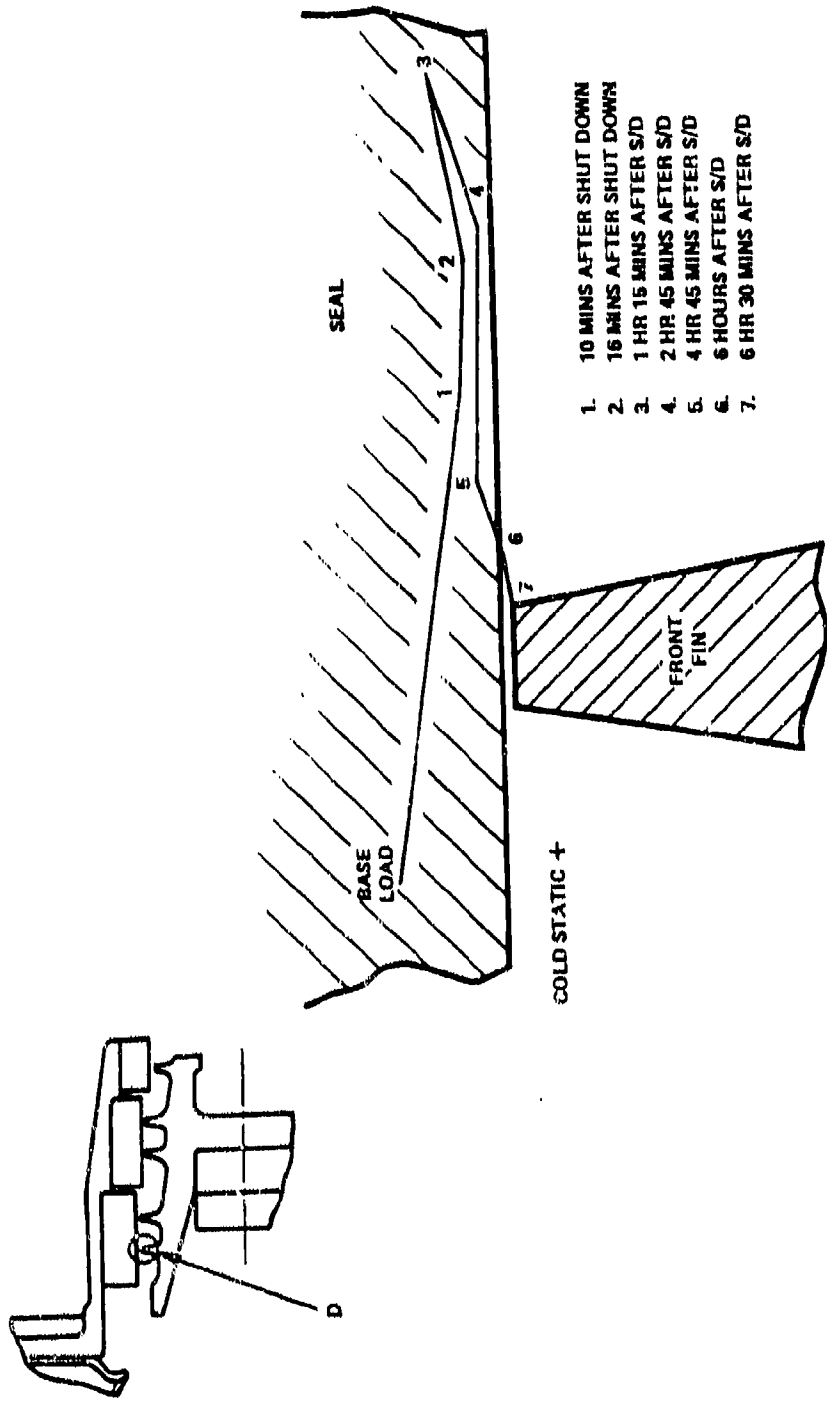 D
BASE
LOAD
SEAL
1
2
3
4
5
6
7
COLD STATIC +
FRONT
FIN
1. 10 MINS AFTER SHUT DOWN
2. 16 MINS AFTER SHUT DOWN
3. 1 HR 15 MINS AFTER S/D
4. 2 HR 45 MINS AFTER S/D
5. 4 HR 45 MINS AFTER S/D
6. 6 HOURS AFTER S/D
7. 6 HR 30 MINS AFTER S/D